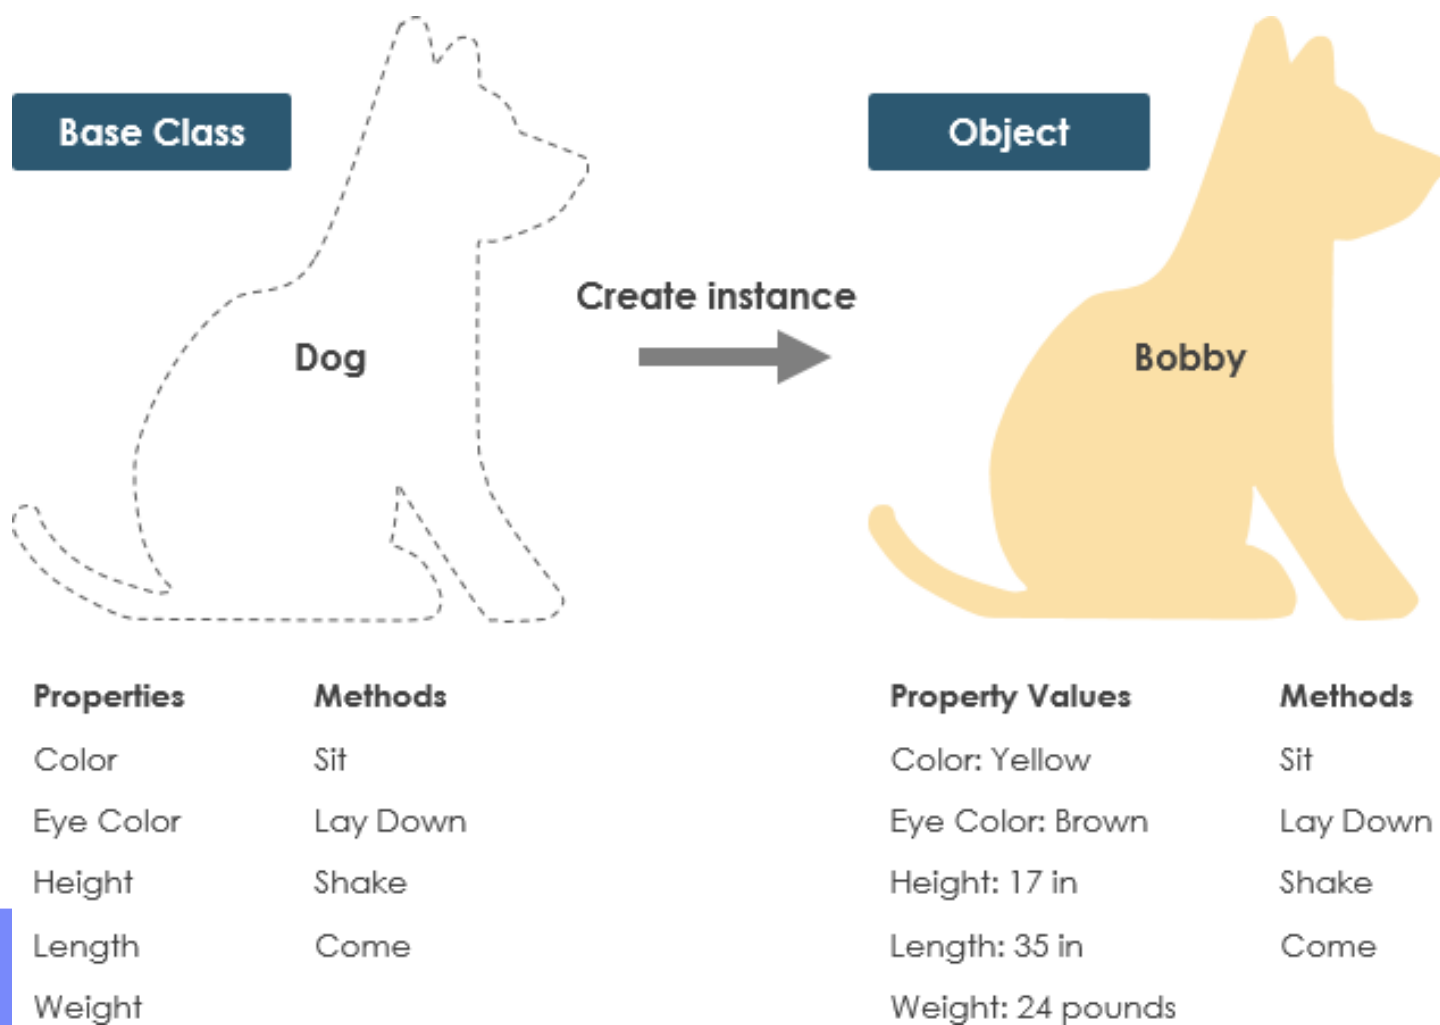 Base Class
Object
Create instance
Dog
Bobby
Properties Methods
Color Sit
Eye Color Lay Down
Height Shake
Length Come
Weight
Property Values Methods
Color: Yellow Sit
Eye Color: Brown Lay Down
Height: 17 in Shake
Length: 35 in Come
Weight: 24 pounds